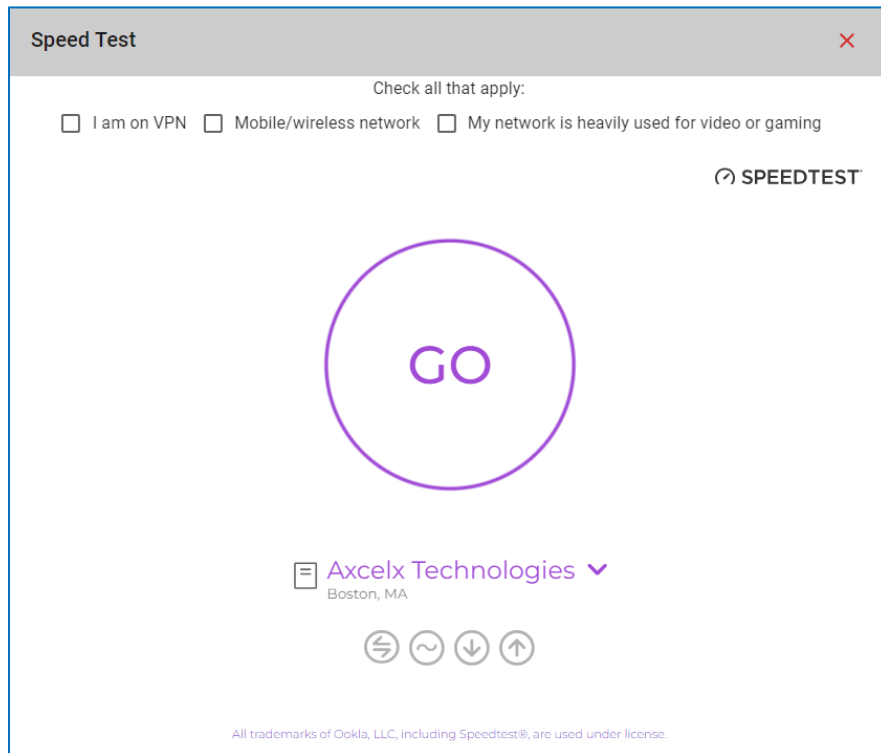 Speed Test
Check all that apply:
I am on VPN Mobile/wireless network My network is heavily used for video or gaming
SPEEDTEST
GO
Axcelx Technologies
Boston, MA
All trademarks of Ookla, LLC, including Speedtest®, are used under license.